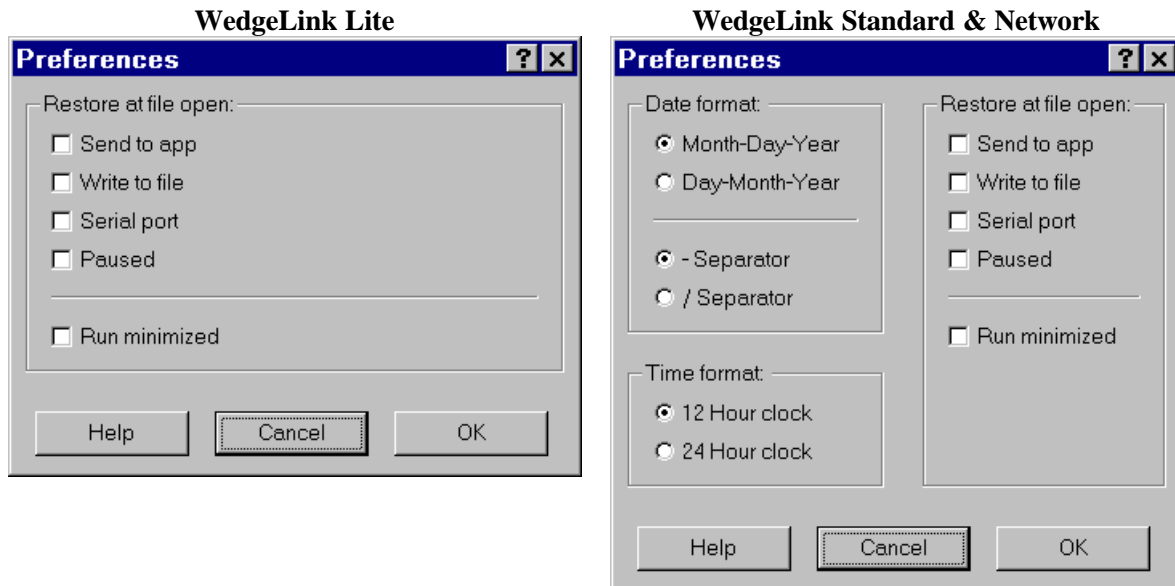 WedgeLink Lite
Preferences
Restore at file open:
Send to app
Write to file
Serial port
Paused
Run minimized
Help Cancel OK
WedgeLink Standard & Network
Preferences
Date format:
Month-Day-Year
Day-Month-Year
- Separator
/ Separator
Time format:
12 Hour clock
24 Hour clock
Restore at file open:
Send to app
Write to file
Serial port
Paused
Run minimized
Help Cancel OK